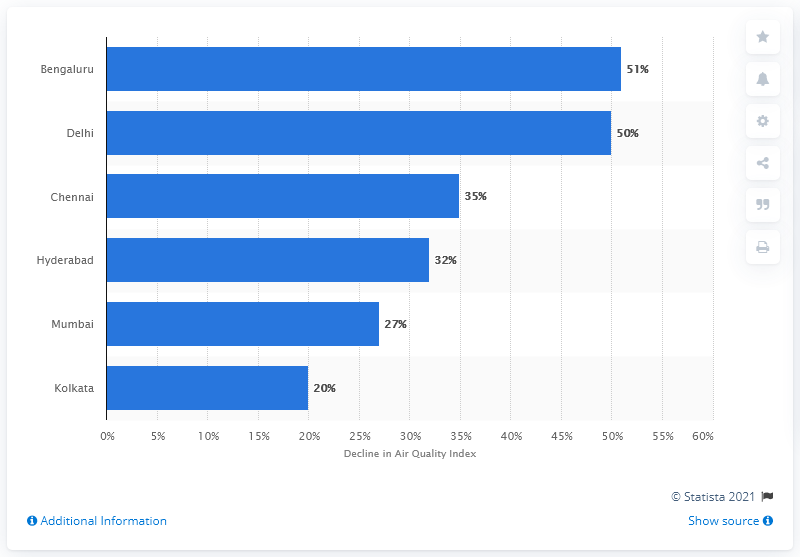 Bengaluru 51%
Delhi 50%
Chennai 35%
Hyderabad 32%
Mumbai 27%
Kolkata 20%
0% 5% 10% 15% 20% 25% 30% 35% 40% 45% 50% 55% 60%
Decline in Air Quality Index
© Statista 2021
Additional Information Show source